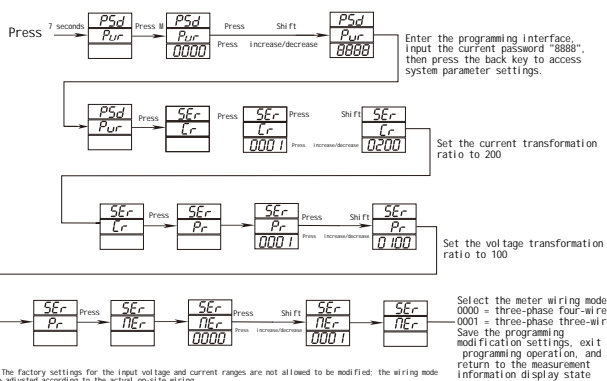 Press 7 seconds
PSd
Pur
Press M
PSd
Pur
0000
Press Shift
Press increase/decrease
PSd
Pur
8888
Enter the programming interface,
input the current password "8888",
then press the back key to access
system parameter settings.
PSd
Pur
Press
SEr
Cr
Press
SEr
Cr
0001
Press Shift
Press increase/decrease
SEr
Cr
0200
Set the current transformation
ratio to 200
SEr
Cr
Press
SEr
Pr
SEr
Pr
0001
Press Shift
Press increase/decrease
SEr
Pr
0100
Set the voltage transformation
ratio to 100
SEr
Pr
Press
SEr
NEr
SEr
NEr
0000
Press Shift
Press increase/decrease
SEr
NEr
0001
SEr
NEr
Select the meter wiring mode
0000 = three-phase four-wire
0001 = three-phase three-wir
Save the programming
modification settings, exit
programming operation, and
return to the measurement
information display state
The factory settings for the input voltage and current ranges are not allowed to be modified; the wiring mode
adjusted according to the actual on-site wiring